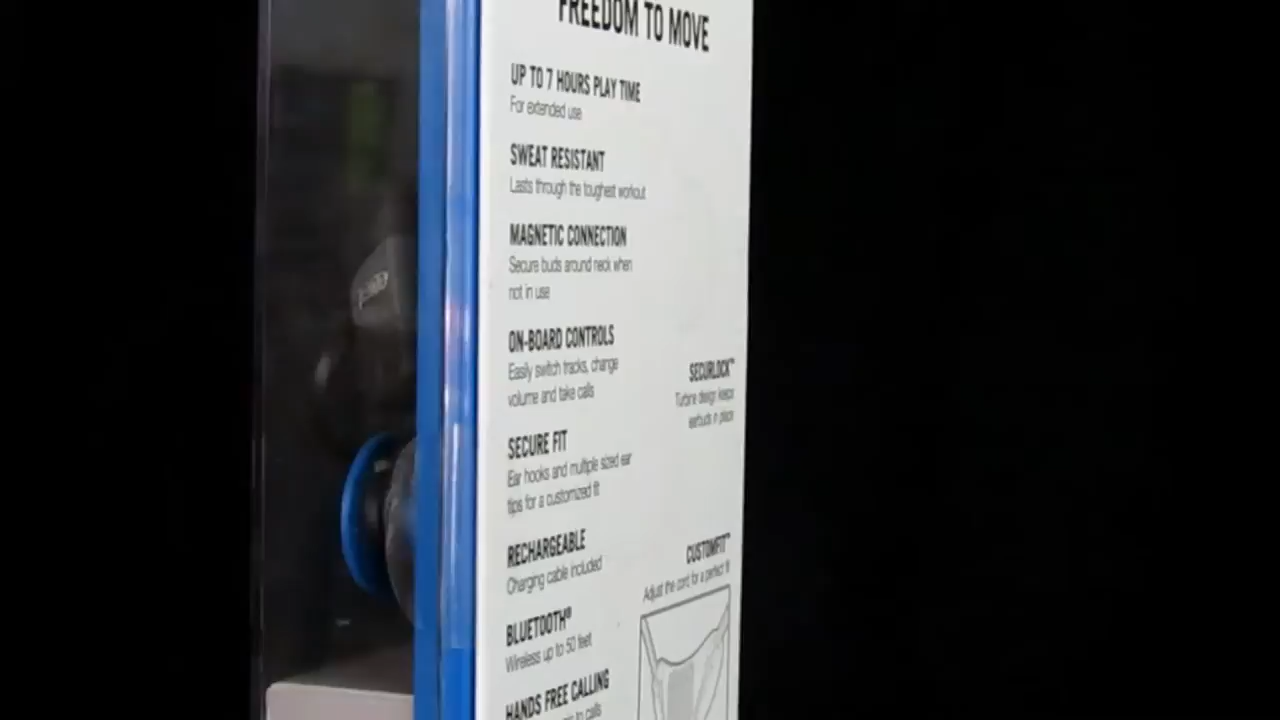 FREEDOM TO MOVE
UP TO 7 HOURS PLAY TIME
For extended use
SWEAT RESISTANT
Lasts through the toughest workout
MAGNETIC CONNECTION
Secure buds around neck when
not in use
ON-BOARD CONTROLS
Easily switch tracks, change
volume and take calls
SECURE FIT
Ear hooks and multiple sized ear
tips for a customized fit
RECHARGEABLE
Charging cable included
BLUETOOTH®
Wireless up to 50 feet
HANDS FREE CALLING
to calls
SECURLOCK™
Turbine design keeps
earbuds in place
CUSTOMFIT™
Adjust the cord for a perfect fit